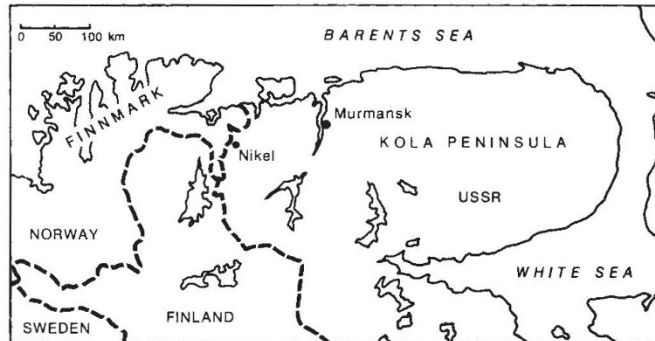 0 50 100 km
BARENTS SEA
FINNMARK
Murmansk
KOLA PENINSULA
Nikel
USSR
NORWAY
WHITE SEA
FINLAND
SWEDEN